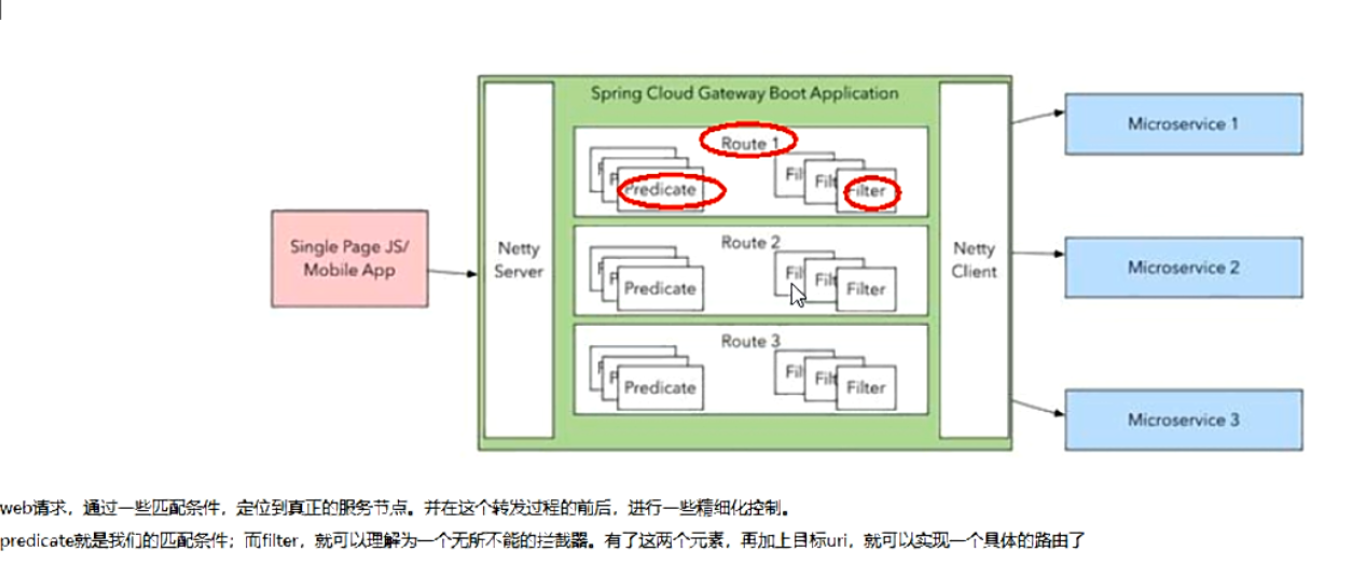 Spring Cloud Gateway Boot Application
Route 1
Predicate
Fil
Filt
Filter
Single Page JS/
Mobile App
Netty
Server
Route 2
Predicate
Fil
Filt
Filter
Netty
Client
Route 3
Predicate
Fil
Filt
Filter
Microservice 1
Microservice 2
Microservice 3
web请求，通过一些匹配条件，定位到真正的服务节点。并在这个转发过程的前后，进行一些精细化控制。
predicate就是我们的匹配条件；而filter，就可以理解为一个无所不能的拦截器。有了这两个元素，再加上目标uri，就可以实现一个具体的路由了